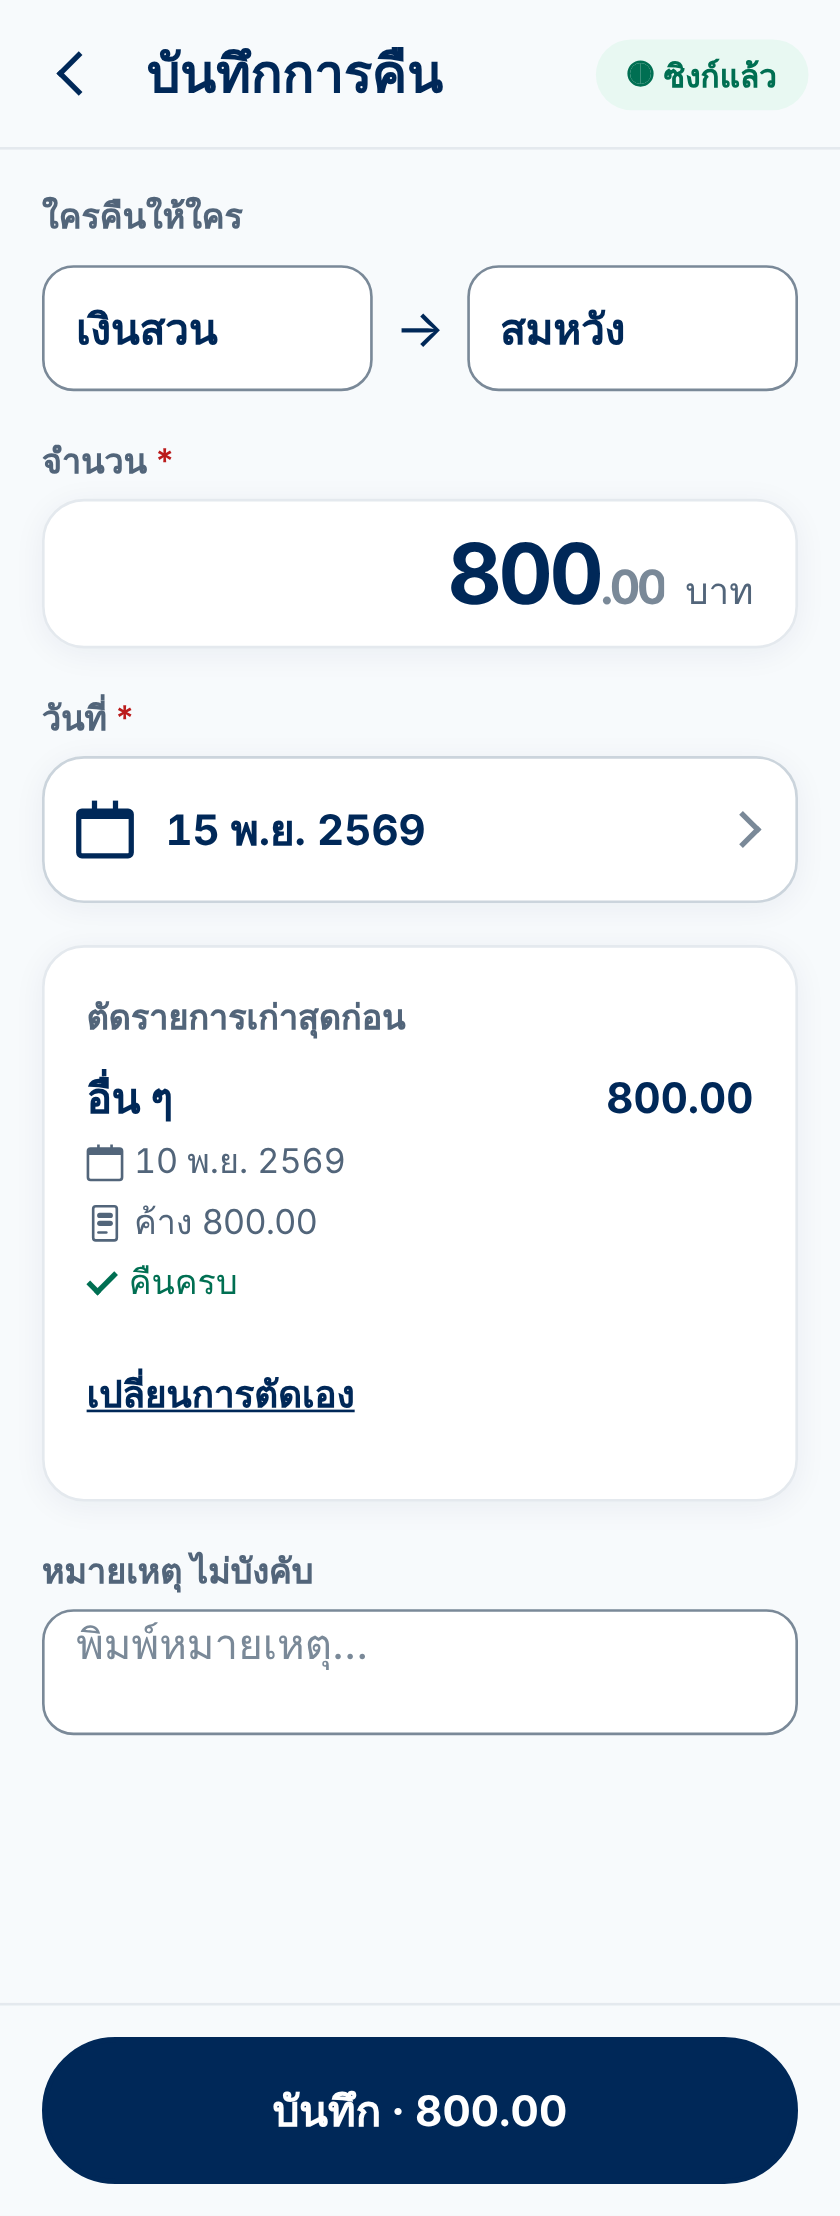 บันทึกการคืน
ซิงก์แล้ว
ใครคืนให้ใคร
เงินสวน → สมหวัง
จำนวน *
800.00 บาท
วันที่ *
15 พ.ย. 2569
ตัดรายการเก่าสุดก่อน
อื่น ๆ 800.00
10 พ.ย. 2569
ค้าง 800.00
คืนครบ
เปลี่ยนการตัดเอง
หมายเหตุ ไม่บังคับ
พิมพ์หมายเหตุ...
บันทึก · 800.00